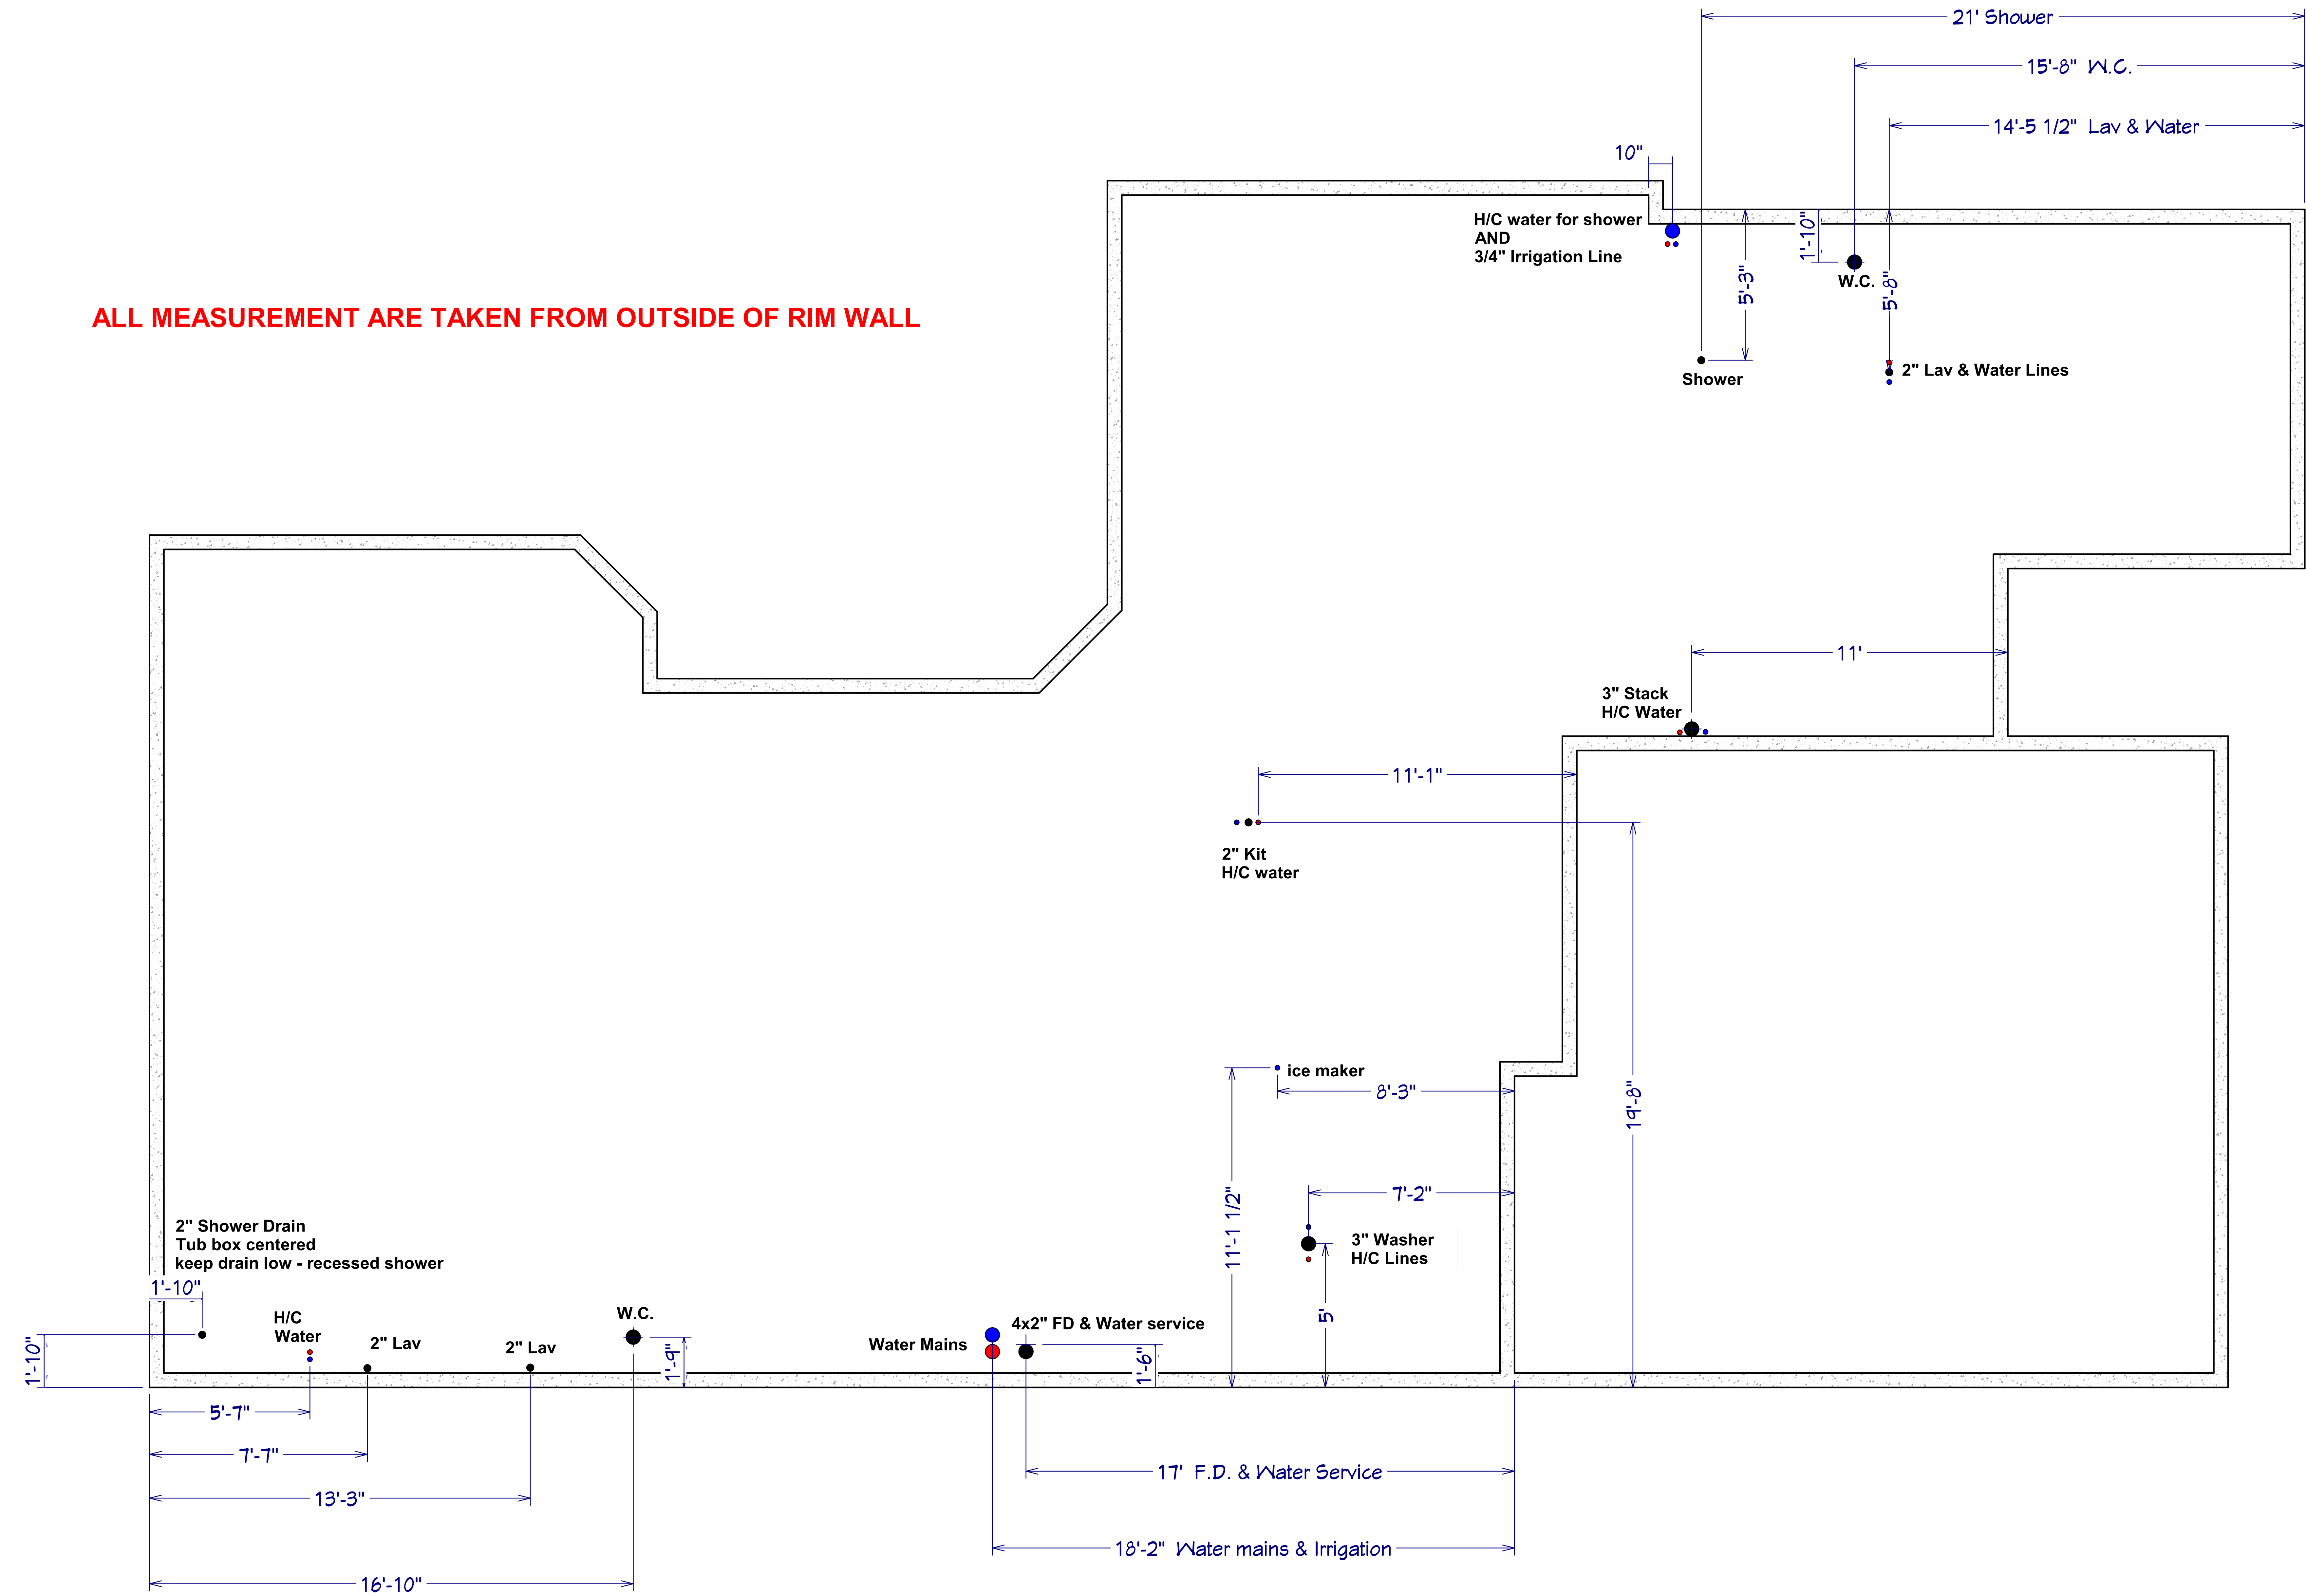 21' Shower
15'-8" W.C.
14'-5 1/2" Lav & Water
10"
H/C water for shower
AND
3/4" Irrigation Line
1'-10"
5'-3"
5'-8"
W.C.
ALL MEASUREMENT ARE TAKEN FROM OUTSIDE OF RIM WALL
Shower
2" Lav & Water Lines
11'
3" Stack
H/C Water
11'-1"
2" Kit
H/C water
ice maker
8'-3"
19'-8"
11'-1 1/2"
7'-2"
3" Washer
H/C Lines
5'
2" Shower Drain
Tub box centered
keep drain low - recessed shower
1'-10"
1'-10"
H/C
Water
2" Lav
2" Lav
W.C.
1'-9"
Water Mains
4x2" FD & Water service
1'-6"
5'-7"
7'-7"
13'-3"
16'-10"
17' F.D. & Water Service
18'-2" Water mains & Irrigation